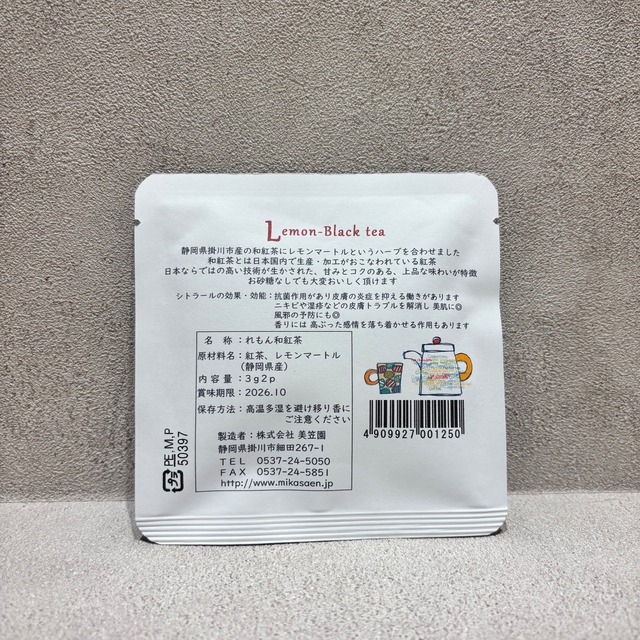 Lemon-Black tea
静岡県掛川市産の和紅茶にレモンマートルというハーブを合わせました
和紅茶とは日本国内で生産・加工がおこなわれている紅茶
日本ならではの高い技術が生かされた、甘みとコクのある、上品な味わいが特徴
お砂糖なしでも大変おいしく頂けます
シトラールの効果・効能：抗菌作用があり皮膚の炎症を抑える働きがあります
ニキビや湿疹などの皮膚トラブルを解消し 美肌に◎
風邪の予防にも◎
香りには 高ぶった感情を落ち着かせる作用もあります
名　称：れもん和紅茶
原材料名：紅茶、レモンマートル
（静岡県産）
内 容 量：3g2p
賞味期限：2026.10
保存方法：高温多湿を避け移り香に
ご注意ください
製造者：株式会社 美笠園
静岡県掛川市細田267-1
TEL 0537-24-5050
FAX 0537-24-5851
http://www.mikasaen.com/
4 909927 001250
PE.M.P
50397
プラ